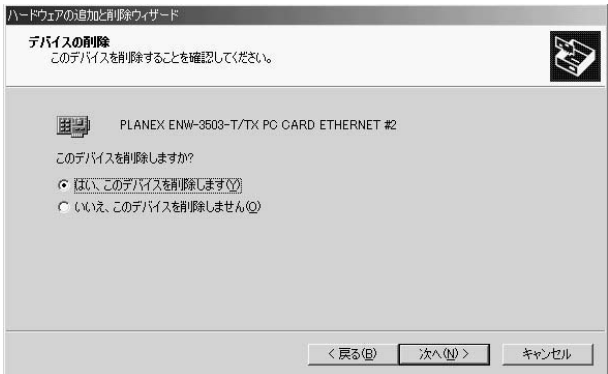 ハードウェアの追加と削除ウィザード
デバイスの削除
このデバイスを削除することを確認してください。
PLANEX ENW-3503-T/TX PC CARD ETHERNET #2
このデバイスを削除しますか?
はい、このデバイスを削除します(Y)
いいえ、このデバイスを削除しません(O)
< 戻る(B) 次へ(N) > キャンセル